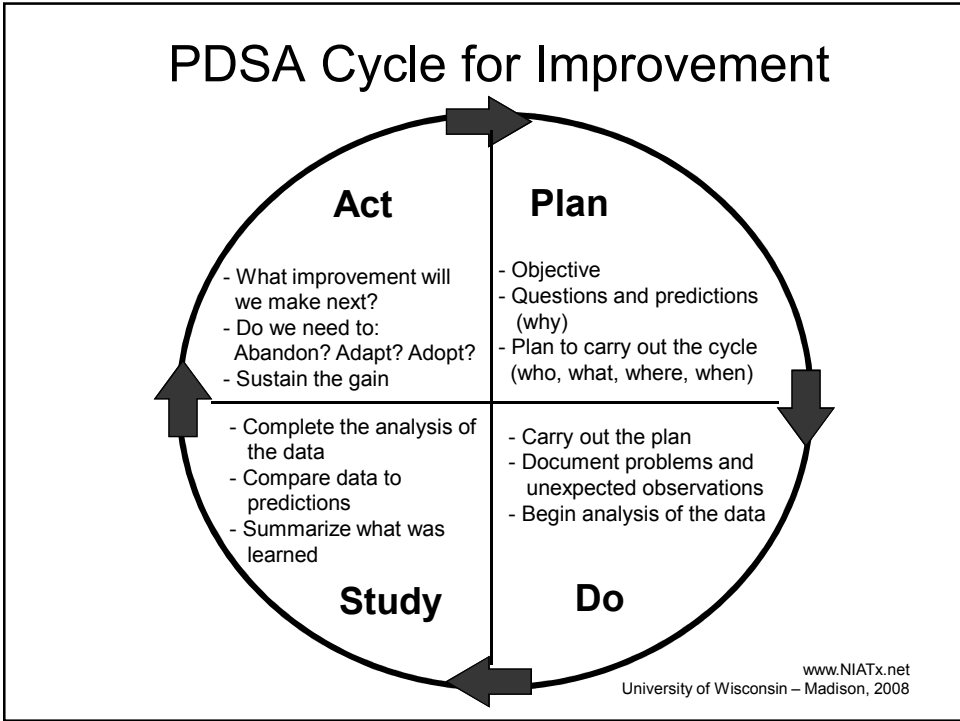 PDSA Cycle for Improvement
Act
- What improvement will
we make next?
- Do we need to:
Abandon? Adapt? Adopt?
- Sustain the gain
Plan
- Objective
- Questions and predictions
(why)
- Plan to carry out the cycle
(who, what, where, when)
- Complete the analysis of
the data
- Compare data to
predictions
- Summarize what was
learned
Study
- Carry out the plan
- Document problems and
unexpected observations
- Begin analysis of the data
Do
www.NIATx.net
University of Wisconsin – Madison, 2008